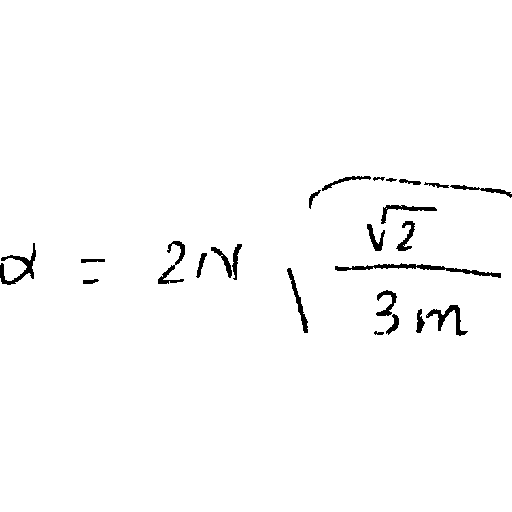 α = 2N √(√2 / 3m)